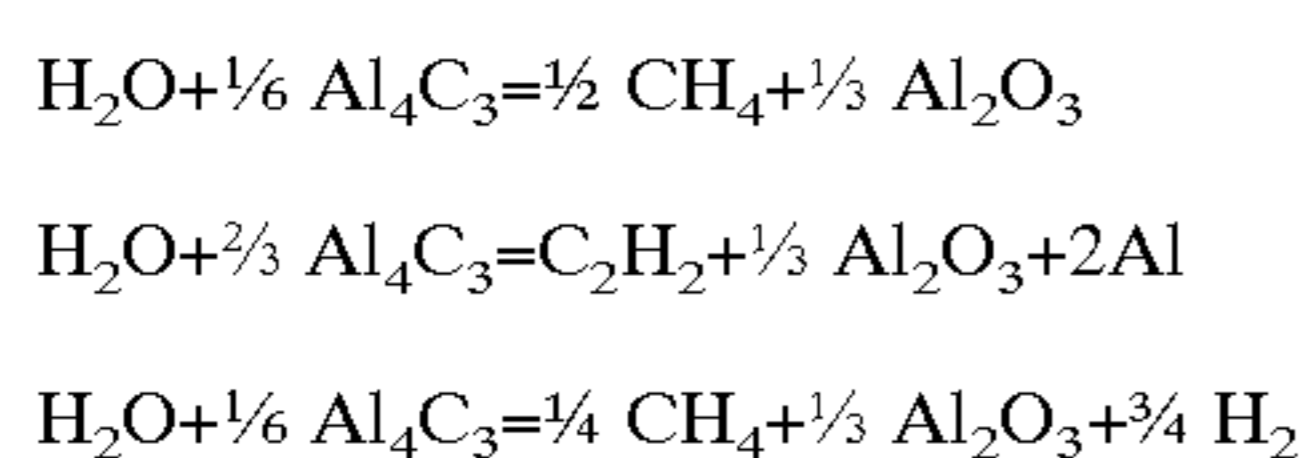 H₂O+⅙ Al₄C₃=½ CH₄+⅓ Al₂O₃
H₂O+⅔ Al₄C₃=C₂H₂+⅓ Al₂O₃+2Al
H₂O+⅙ Al₄C₃=¼ CH₄+⅓ Al₂O₃+¾ H₂